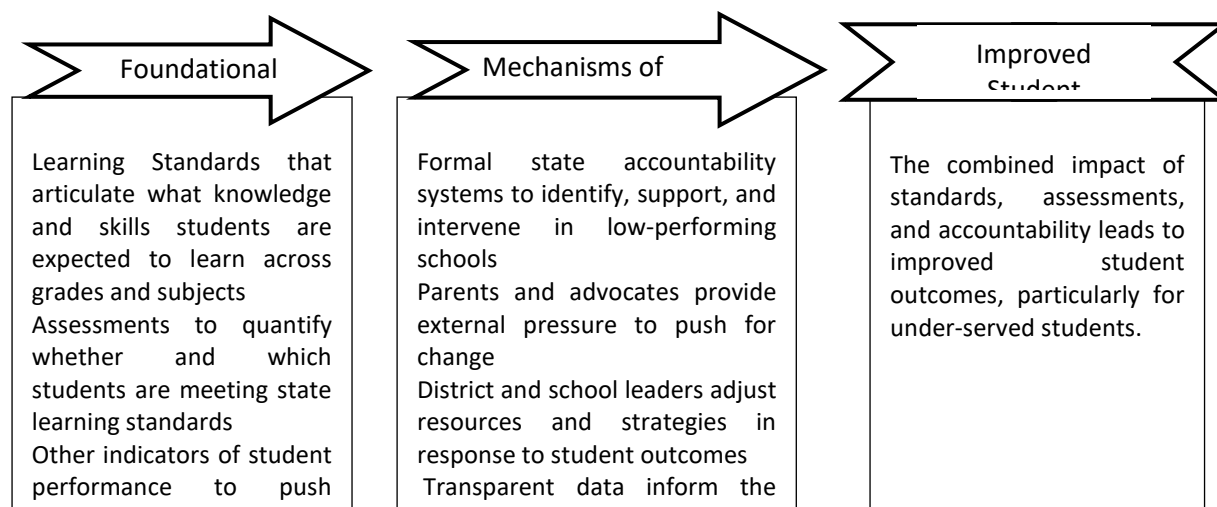 Foundational
Learning Standards that
articulate what knowledge
and skills students are
expected to learn across
grades and subjects
Assessments to quantify
whether and which
students are meeting state
learning standards
Other indicators of student
performance to push
Mechanisms of
Formal state accountability
systems to identify, support, and
intervene in low-performing
schools
Parents and advocates provide
external pressure to push for
change
District and school leaders adjust
resources and strategies in
response to student outcomes
Transparent data inform the
Improved
Student
The combined impact of
standards, assessments,
and accountability leads to
improved student
outcomes, particularly for
under-served students.